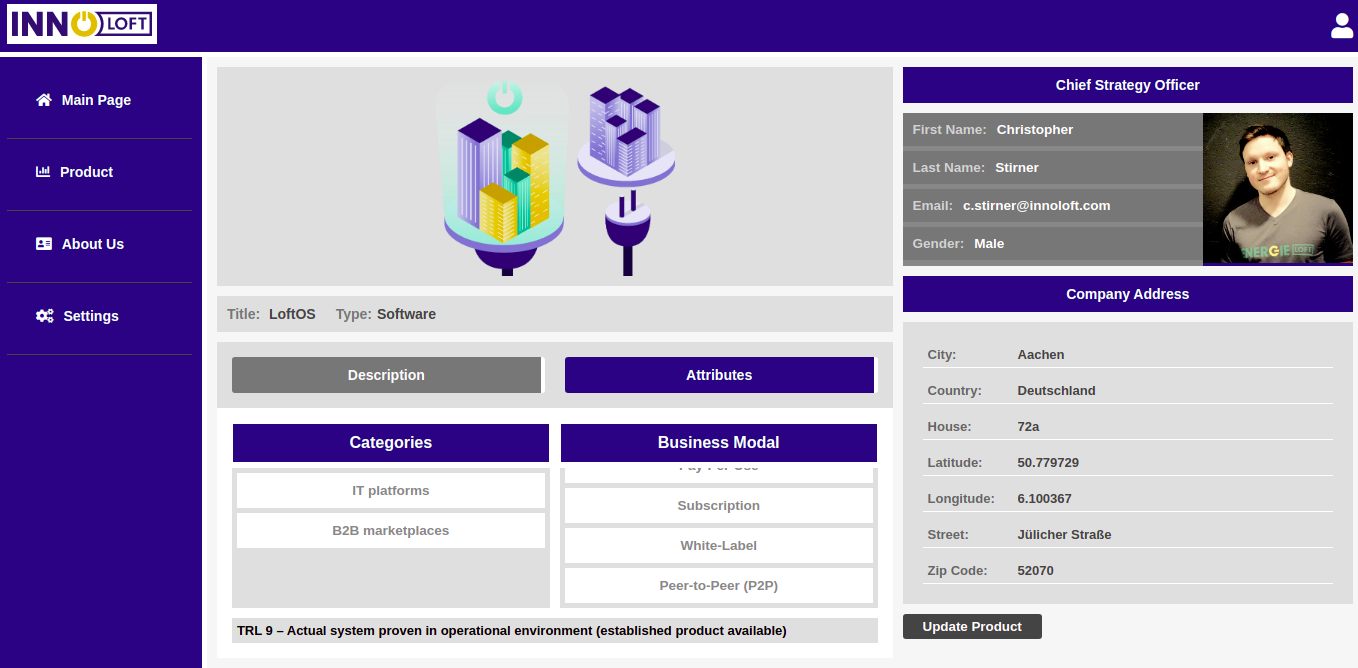 INNOLOFT
Main Page
Product
About Us
Settings
Title: LoftOS Type: Software
Description
Attributes
Categories
IT platforms
B2B marketplaces
Business Modal
Pay Per Use
Subscription
White-Label
Peer-to-Peer (P2P)
TRL 9 – Actual system proven in operational environment (established product available)
Chief Strategy Officer
First Name: Christopher
Last Name: Stirner
Email: c.stirner@innoloft.com
Gender: Male
ENERGIE LOFT
Company Address
City: Aachen
Country: Deutschland
House: 72a
Latitude: 50.779729
Longitude: 6.100367
Street: Jülicher Straße
Zip Code: 52070
Update Product